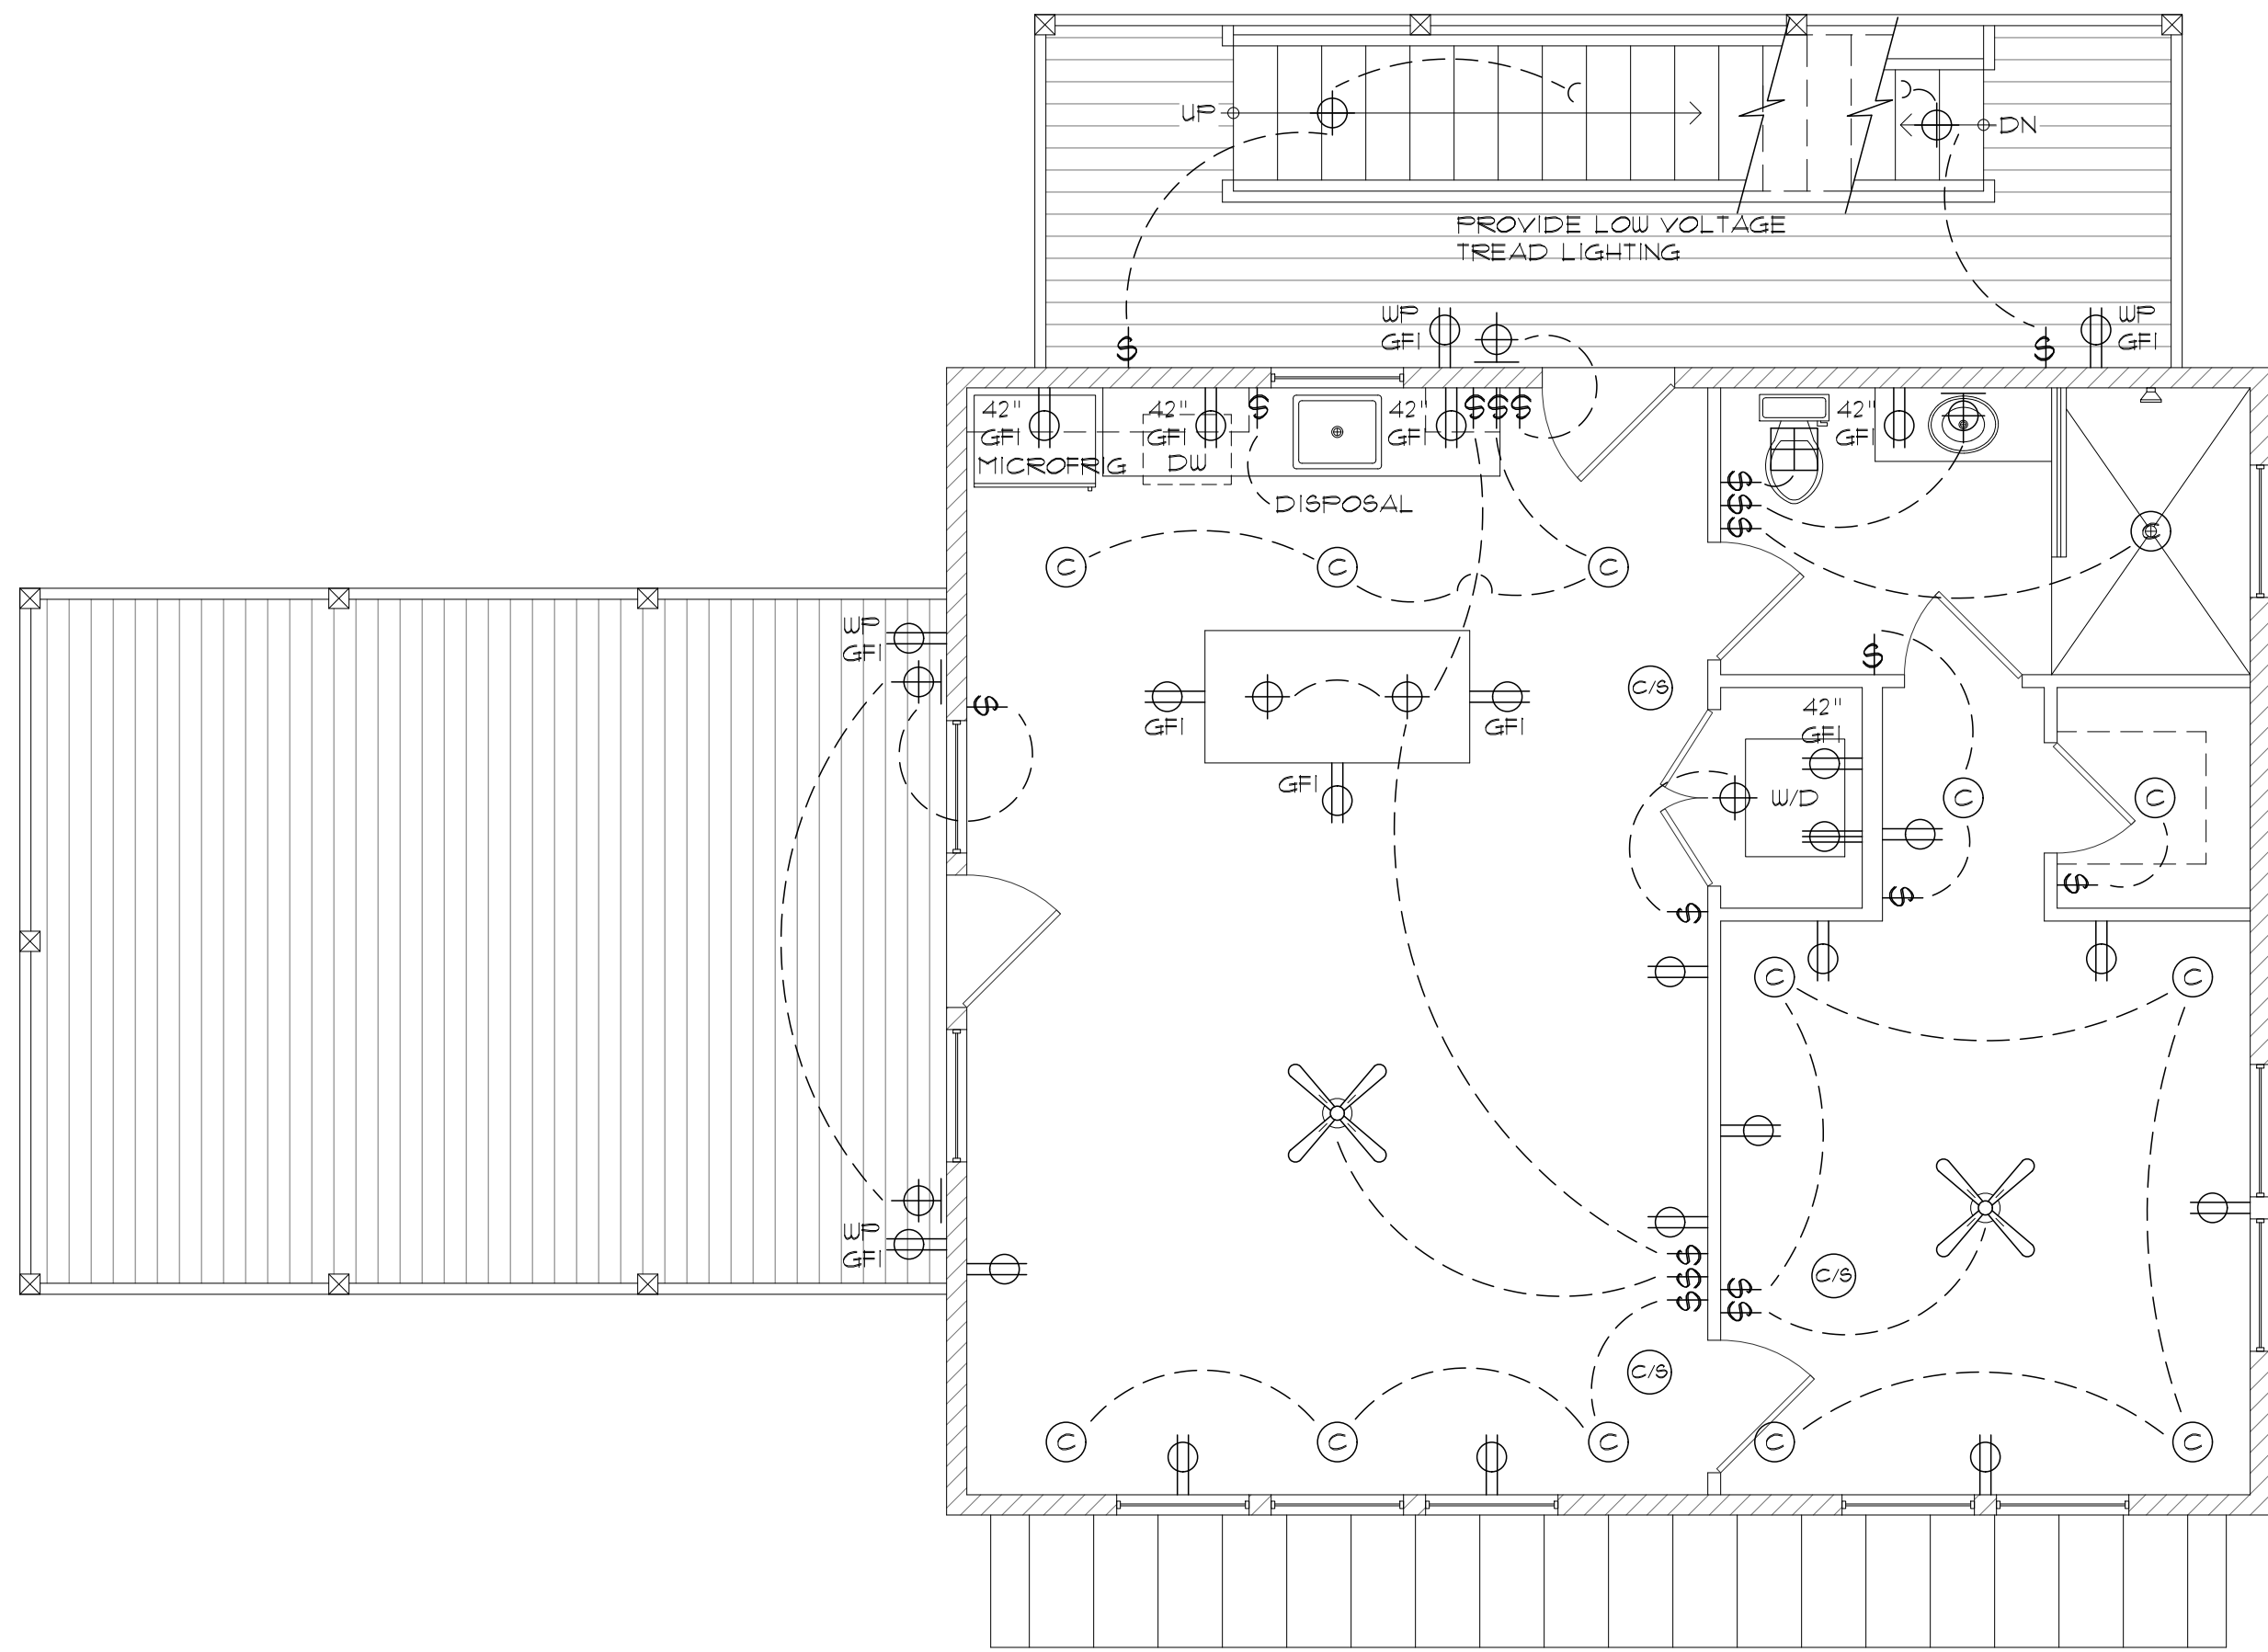 UP
DN
PROVIDE LOW VOLTAGE
TREAD LIGHTING
WP
GFI
WP
GFI
$
$
42"
GFI
MICROFRIG
42"
GFI
DW
$
42"
GFI
$$$
42"
GFI
DISPOSAL
$
$
$
C
C
C
C
WP
GFI
$
$
C/S
GFI
GFI
GFI
42"
GFI
W/D
C
C
$
$
$
C
C
WP
GFI
$
$
$
$
$
C/S
C/S
C
C
C
C
C